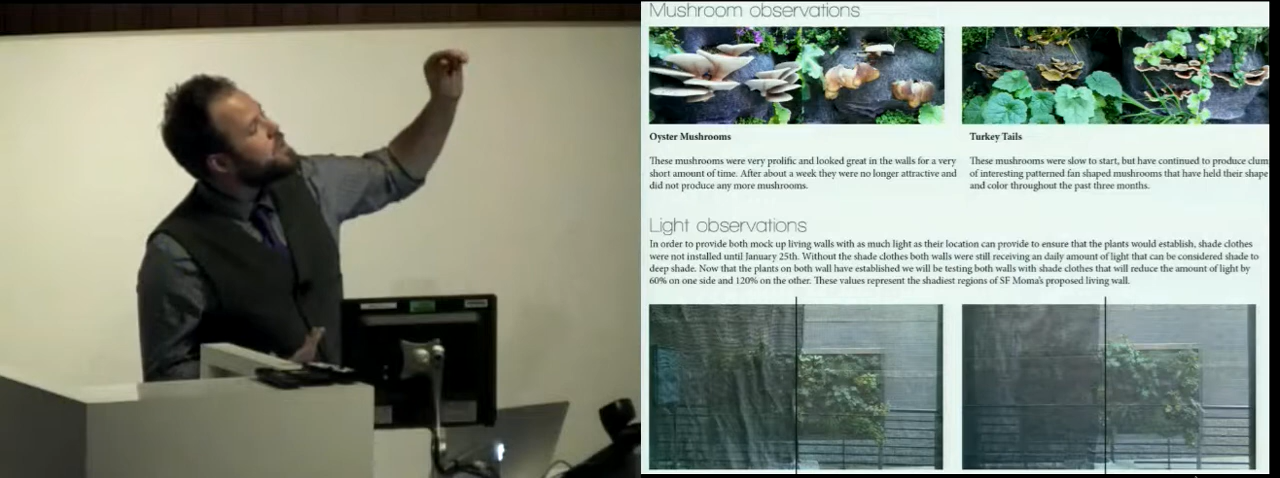 Mushroom observations
Oyster Mushrooms
These mushrooms were very prolific and looked great in the walls for a very
short amount of time. After about a week they were no longer attractive and
did not produce any more mushrooms.
Turkey Tails
These mushrooms were slow to start, but have continued to produce clum
of interesting patterned fan shaped mushrooms that have held their shape
and color throughout the past three months.
Light observations
In order to provide both mock up living walls with as much light as their location can provide to ensure that the plants would establish, shade clothes
were not installed until January 25th. Without the shade clothes both walls were still receiving an daily amount of light that can be considered shade to
deep shade. Now that the plants on both wall have established we will be testing both walls with shade clothes that will reduce the amount of light by
60% on one side and 120% on the other. These values represent the shadiest regions of SF Moma's proposed living wall.